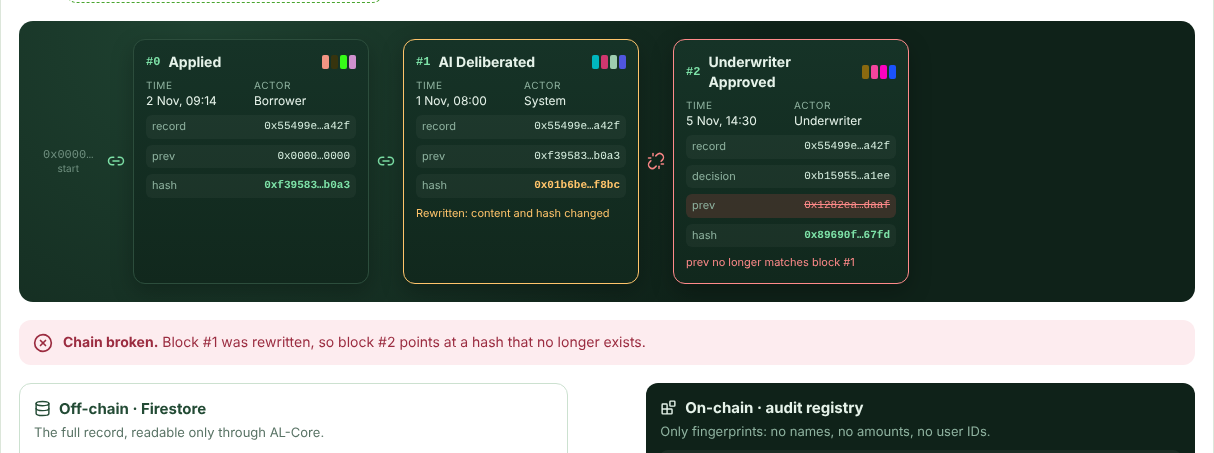 0x0000…
start
#0 Applied
TIME ACTOR
2 Nov, 09:14 Borrower
record 0x55499e…a42f
prev 0x0000…0000
hash 0xf39583…b0a3
#1 AI Deliberated
TIME ACTOR
1 Nov, 08:00 System
record 0x55499e…a42f
prev 0xf39583…b0a3
hash 0x01b6be…f8bc
Rewritten: content and hash changed
#2 Underwriter
Approved
TIME ACTOR
5 Nov, 14:30 Underwriter
record 0x55499e…a42f
decision 0xb15955…a1ee
prev 0x1282ea…daaf
hash 0x89690f…67fd
prev no longer matches block #1
Chain broken. Block #1 was rewritten, so block #2 points at a hash that no longer exists.
Off-chain · Firestore
The full record, readable only through AL-Core.
On-chain · audit registry
Only fingerprints: no names, no amounts, no user IDs.